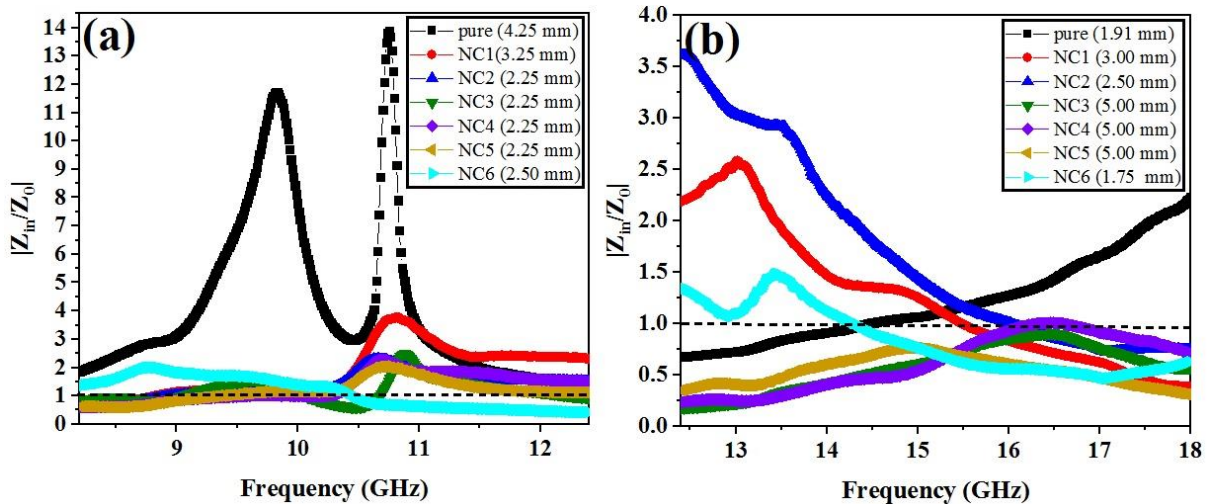 (a)
pure (4.25 mm)
NC1(3.25 mm)
NC2 (2.25 mm)
NC3 (2.25 mm)
NC4 (2.25 mm)
NC5 (2.25 mm)
NC6 (2.50 mm)
|Zin/Z0|
14
13
12
11
10
9
8
7
6
5
4
3
2
1
0
9
10
11
12
Frequency (GHz)
(b)
pure (1.91 mm)
NC1 (3.00 mm)
NC2 (2.50 mm)
NC3 (5.00 mm)
NC4 (5.00 mm)
NC5 (5.00 mm)
NC6 (1.75 mm)
|Zin/Z0|
4.0
3.5
3.0
2.5
2.0
1.5
1.0
0.5
0.0
13
14
15
16
17
18
Frequency (GHz)